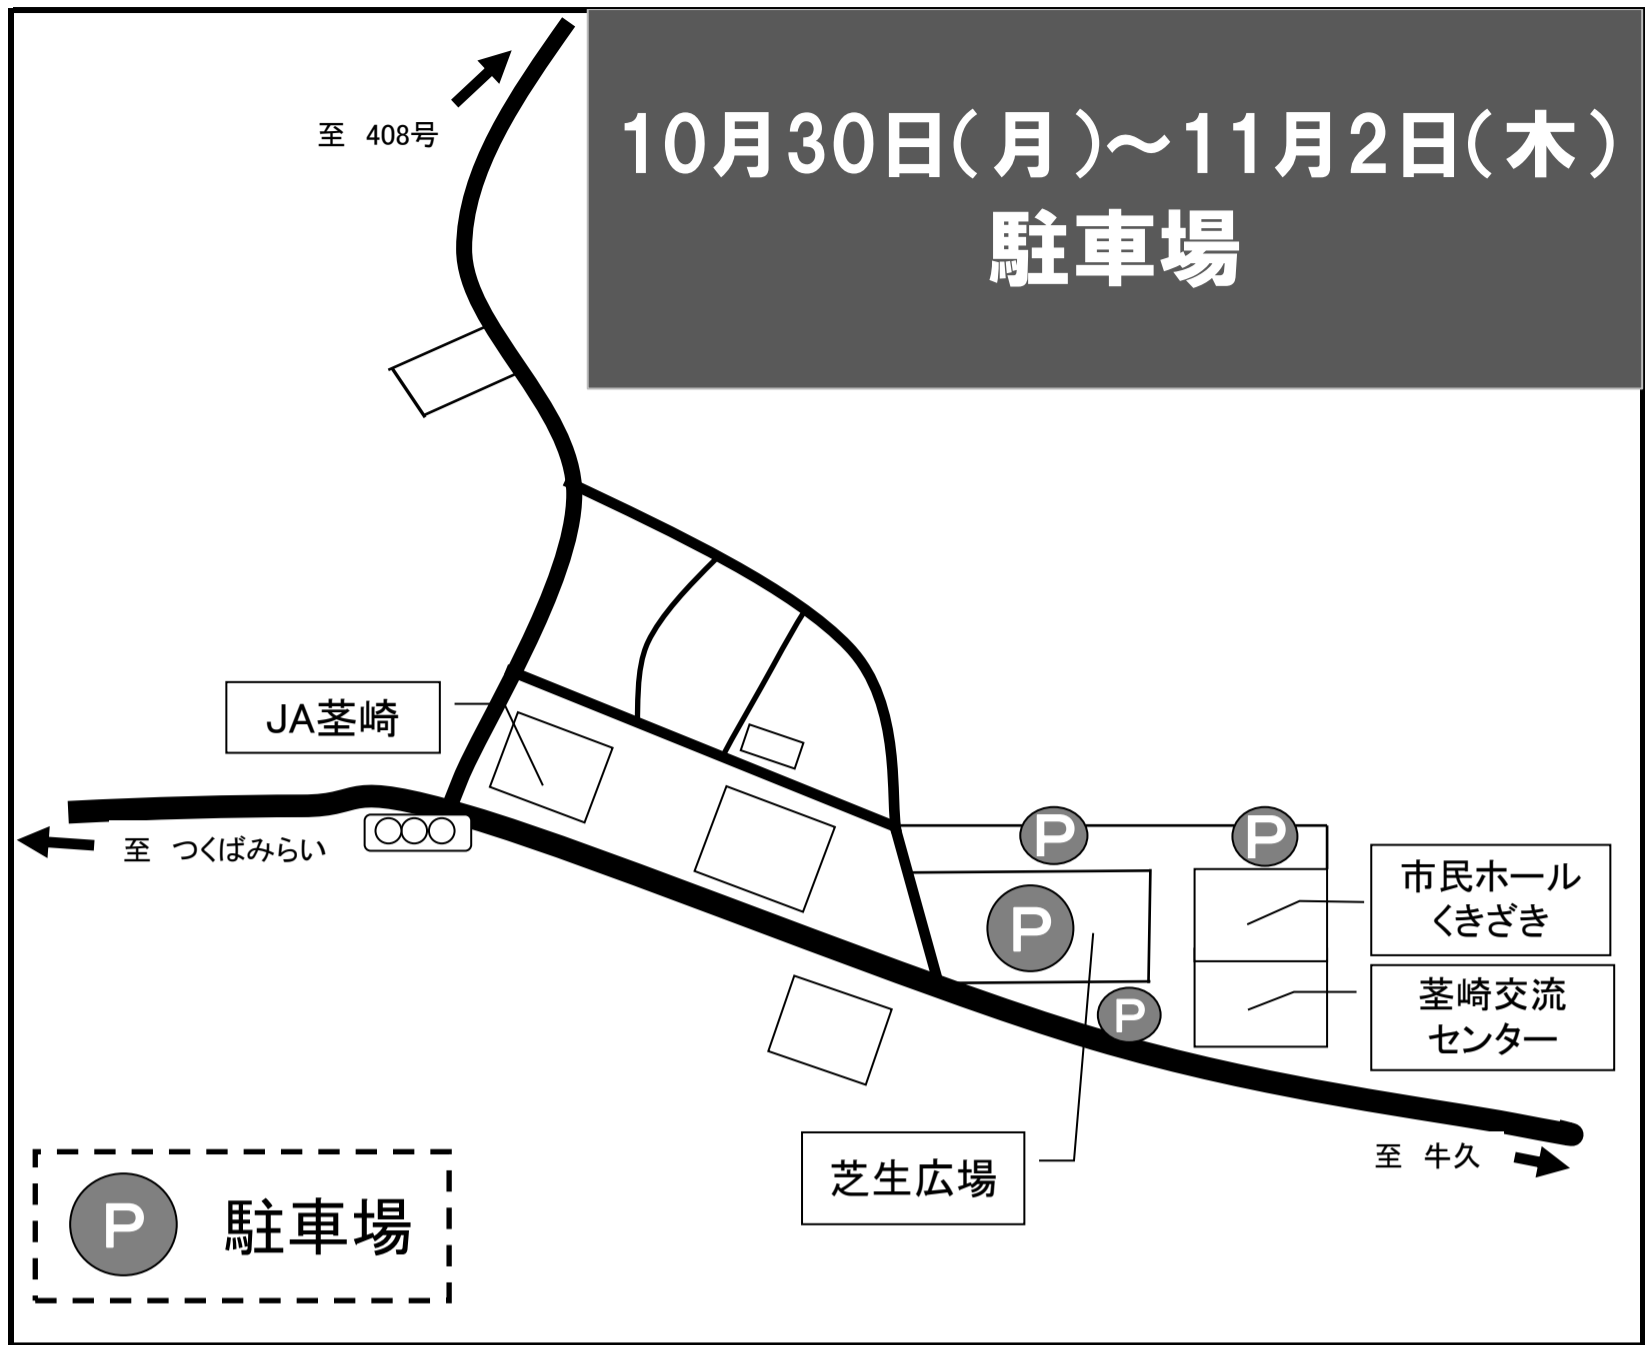 10月30日(月)～11月2日(木)
駐車場
至　408号
JA茎崎
至　つくばみらい
P
P
P
P
市民ホール
くきざき
茎崎交流
センター
芝生広場
至　牛久
P　駐車場